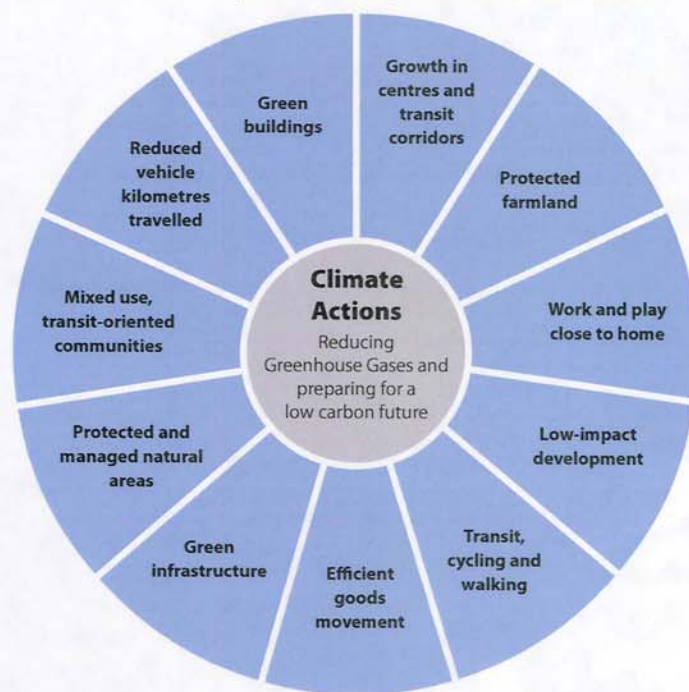 Growth in
centres and
transit
corridors
Protected
farmland
Work and play
close to home
Low-impact
development
Transit,
cycling and
walking
Efficient
goods
movement
Green
infrastructure
Protected and
managed natural
areas
Mixed use,
transit-oriented
communities
Reduced
vehicle
kilometres
travelled
Green
buildings
Climate
Actions
Reducing
Greenhouse Gases and
preparing for a
low carbon future